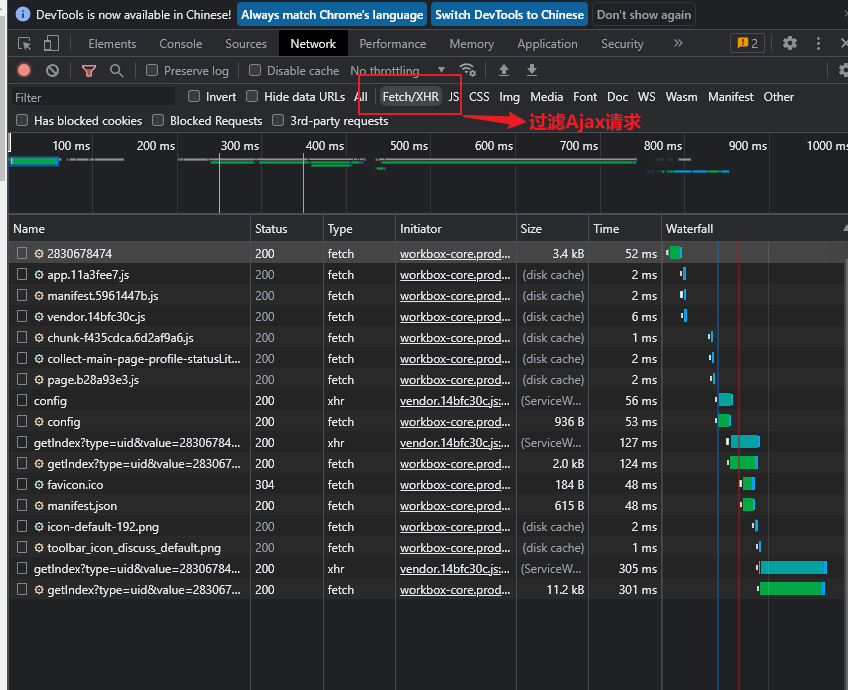 DevTools is now available in Chinese! Always match Chrome's language Switch DevTools to Chinese Don't show again
Elements Console Sources Network Performance Memory Application Security » 2
Preserve log Disable cache No throttling
Filter Invert Hide data URLs All Fetch/XHR JS CSS Img Media Font Doc WS Wasm Manifest Other
Has blocked cookies Blocked Requests 3rd-party requests
过滤Ajax请求
100 ms 200 ms 300 ms 400 ms 500 ms 600 ms 700 ms 800 ms 900 ms 1000 ms
Name Status Type Initiator Size Time Waterfall
2830678474 200 fetch workbox-core.prod... 3.4 kB 52 ms
app.11a3fee7.js 200 fetch workbox-core.prod... (disk cache) 2 ms
manifest.5961447b.js 200 fetch workbox-core.prod... (disk cache) 2 ms
vendor.14bfc30c.js 200 fetch workbox-core.prod... (disk cache) 6 ms
chunk-f435cdca.6d2af9a6.js 200 fetch workbox-core.prod... (disk cache) 1 ms
collect-main-page-profile-statusLit... 200 fetch workbox-core.prod... (disk cache) 2 ms
page.b28a93e3.js 200 fetch workbox-core.prod... (disk cache) 2 ms
config 200 xhr vendor.14bfc30c.js:... (ServiceW... 56 ms
config 200 fetch workbox-core.prod... 936 B 53 ms
getIndex?type=uid&value=28306784... 200 xhr vendor.14bfc30c.js:... (ServiceW... 127 ms
getIndex?type=uid&value=283067... 200 fetch workbox-core.prod... 2.0 kB 124 ms
favicon.ico 304 fetch workbox-core.prod... 184 B 48 ms
manifest.json 200 fetch workbox-core.prod... 615 B 48 ms
icon-default-192.png 200 fetch workbox-core.prod... (disk cache) 2 ms
toolbar_icon_discuss_default.png 200 fetch workbox-core.prod... (disk cache) 1 ms
getIndex?type=uid&value=28306784... 200 xhr vendor.14bfc30c.js:... (ServiceW... 305 ms
getIndex?type=uid&value=283067... 200 fetch workbox-core.prod... 11.2 kB 301 ms